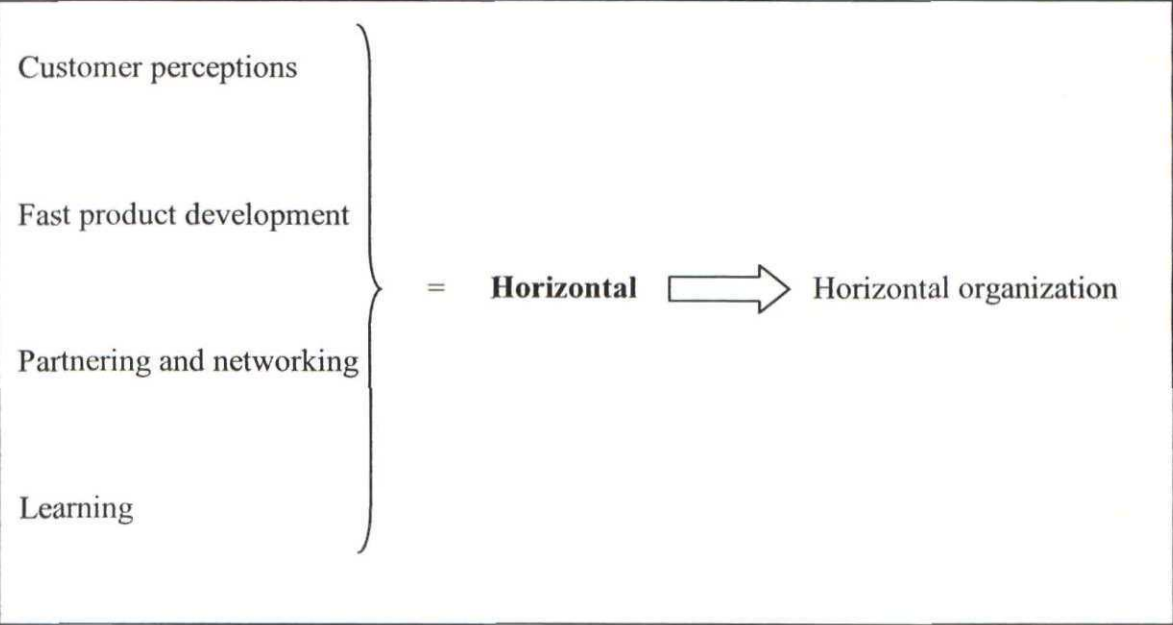 Customer perceptions
Fast product development
= Horizontal Horizontal organization
Partnering and networking
Learning